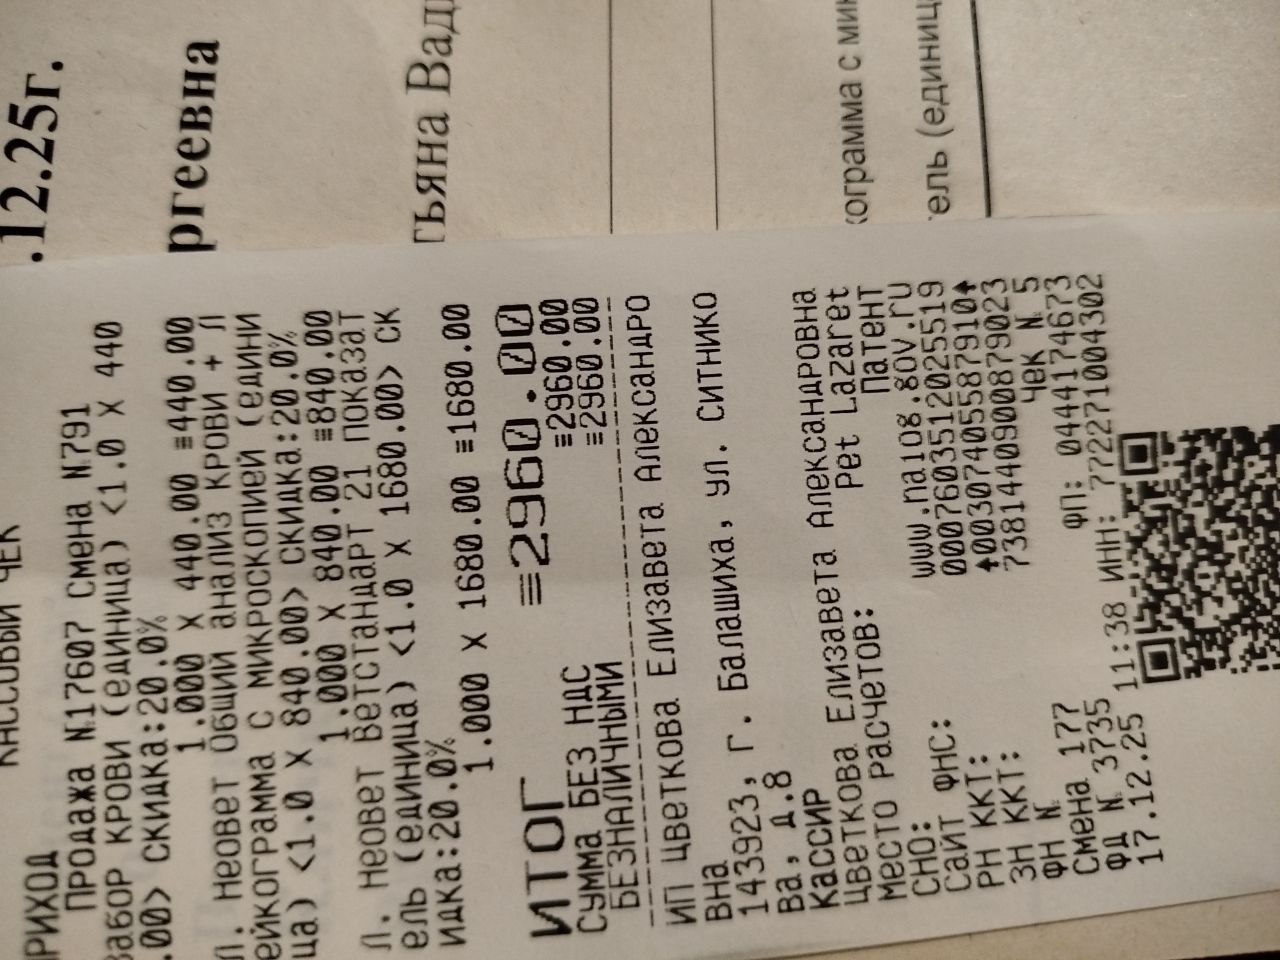 .12.25г.
ргеевна
тьяна Вад
кограмма с ми
ель (единиц
КАССОВЫЙ ЧЕК
ПРИХОД
ПРОДАЖА №17607 Смена №791
Забор крови (единица) <1.0 X 440
.00> Скидка:20.0%
1.000 X 440.00 ≡440.00
Л. Неовет Общий анализ крови + Л
ейкограмма с микроскопией (едини
ца) <1.0 X 840.00> Скидка:20.0%
1.000 X 840.00 ≡840.00
Л. Неовет Ветстандарт 21 показат
ель (единица) <1.0 X 1680.00> Ск
идка:20.0%
1.000 X 1680.00 ≡1680.00
ИТОГ ≡2960.00
СУММА БЕЗ НДС ≡2960.00
БЕЗНАЛИЧНЫМИ ≡2960.00
ИП Цветкова Елизавета Александро
вна
143923, г. Балашиха, ул. Ситнико
ва, д.8
Кассир
Цветкова Елизавета Александровна
Место расчетов: Pet Lazaret
СНО: Патент
Сайт ФНС: www.nalog.gov.ru
РН ККТ: 0007603512025519
ЗН ККТ: 00307405587910
ФН № 7381440900879023
Смена 177 Чек № 5
ФД № 3735 ФП: 0444174673
17.12.25 11:38 ИНН: 772271004302